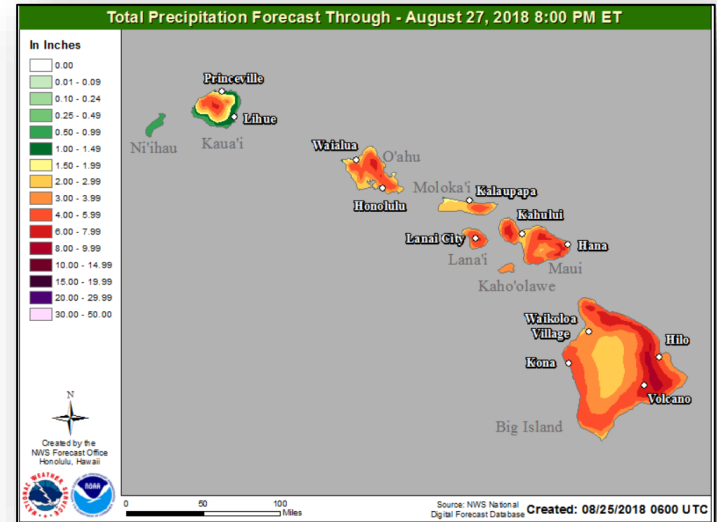 Total Precipitation Forecast Through - August 27, 2018 8:00 PM ET
In Inches
0.00
0.01 - 0.09
0.10 - 0.24
0.25 - 0.49
0.50 - 0.99
1.00 - 1.49
1.50 - 1.99
2.00 - 2.99
3.00 - 3.99
4.00 - 5.99
6.00 - 7.99
8.00 - 9.99
10.00 - 14.99
15.00 - 19.99
20.00 - 29.99
30.00 - 50.00
Princeville
Lihue
Ni'ihau
Kaua'i
Waialua
O'ahu
Honolulu
Moloka'i
Kalaupapa
Kahului
Lanai City
Hana
Lana'i
Maui
Kaho'olawe
Waikoloa
Village
Hilo
Kona
Volcano
Big Island
N
Created by the
NWS Forecast Office
Honolulu, Hawaii
NOAA
0 50 100
Miles
Source: NWS National
Digital Forecast Database
Created: 08/25/2018 0600 UTC